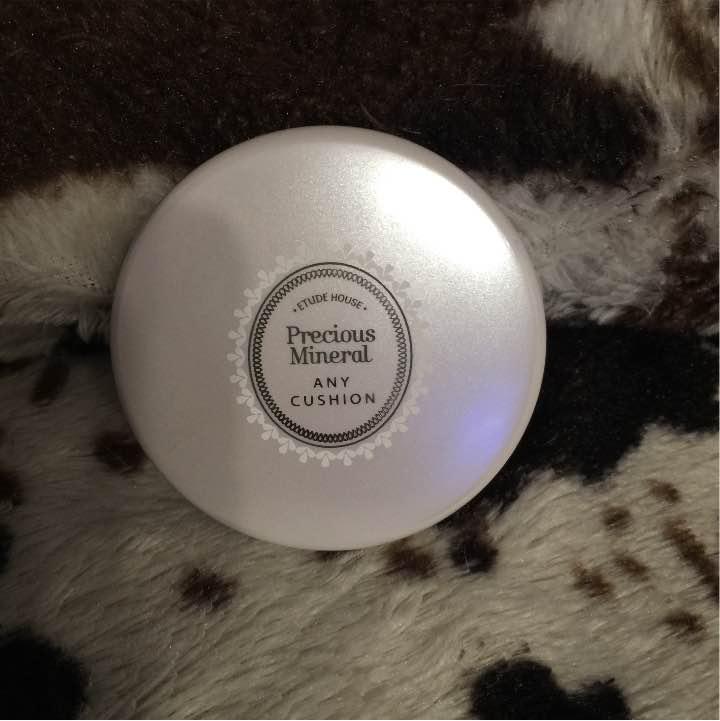 • ETUDE HOUSE •
Precious
Mineral
ANY
CUSHION